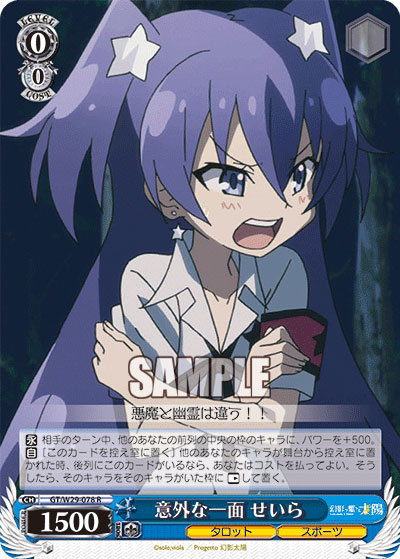 LEVEL
0
0
COST
SAMPLE
悪魔と幽霊は違う！！
永 相手のターン中、他のあなたの前列の中央の枠のキャラに、パワーを＋500。
自［このカードを控え室に置く］他のあなたのキャラが舞台から控え室に置
かれた時、後列にこのカードがいるなら、あなたはコストを払ってよい。そう
したら、そのキャラをそのキャラがいた枠に置く。
CH GT/W29-078 R
1500
意外な一面 せいら
幻影ヲ駆ケル太陽
タロット
スポーツ
©sole;viola / Progetto 幻影太陽